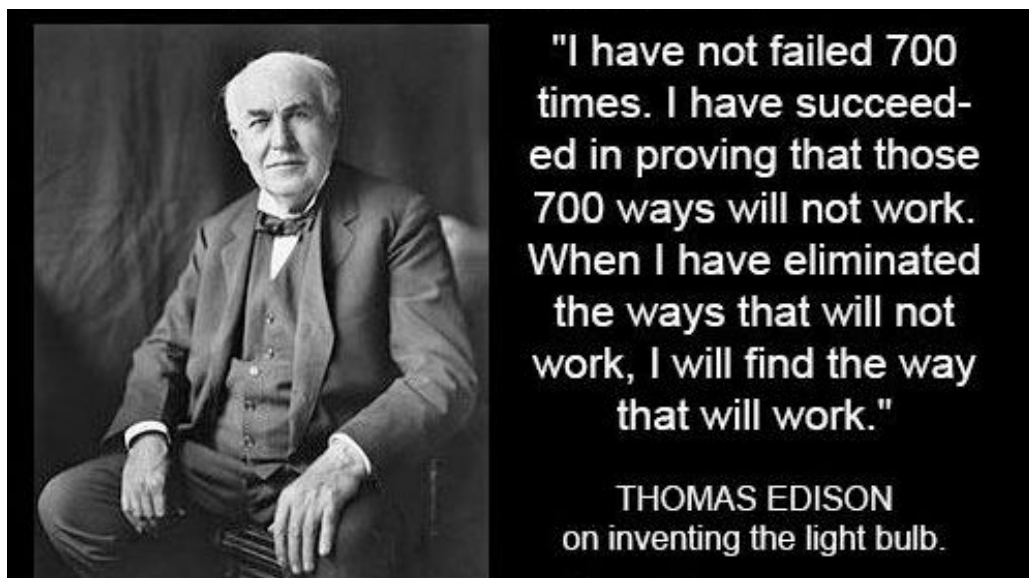 "I have not failed 700
times. I have succeed-
ed in proving that those
700 ways will not work.
When I have eliminated
the ways that will not
work, I will find the way
that will work."
THOMAS EDISON
on inventing the light bulb.